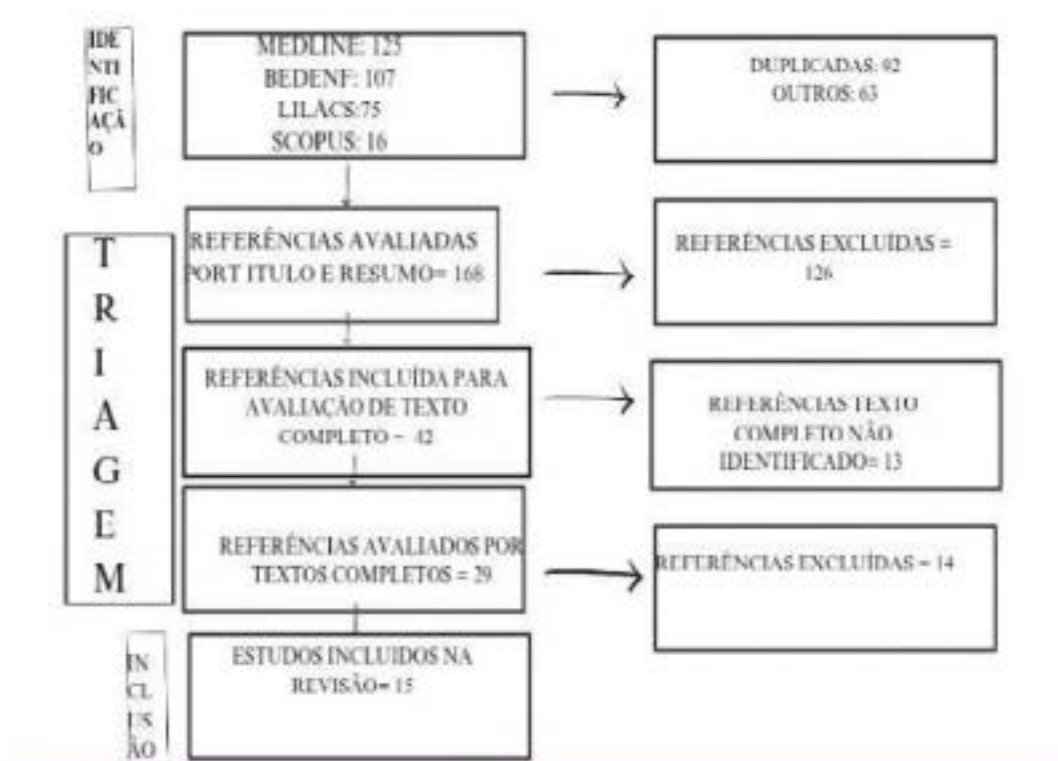 IDE
NTI
FIC
AÇÃ
O
MEDLINE: 125
BEDENF: 107
LILACS:75
SCOPUS: 16
DUPLICADAS: 92
OUTROS: 63
T
R
I
A
G
E
M
REFERÊNCIAS AVALIADAS
PORT ITULO E RESUMO= 168
REFERÊNCIAS EXCLUÍDAS =
126
REFERÊNCIAS INCLUÍDA PARA
AVALIAÇÃO DE TEXTO
COMPLETO = 42
REFERÊNCIAS TEXTO
COMPLETO NÃO
IDENTIFICADO= 13
REFERÊNCIAS AVALIADOS POR
TEXTOS COMPLETOS = 29
REFERÊNCIAS EXCLUÍDAS = 14
IN
CL
US
ÃO
ESTUDOS INCLUIDOS NA
REVISÃO= 15